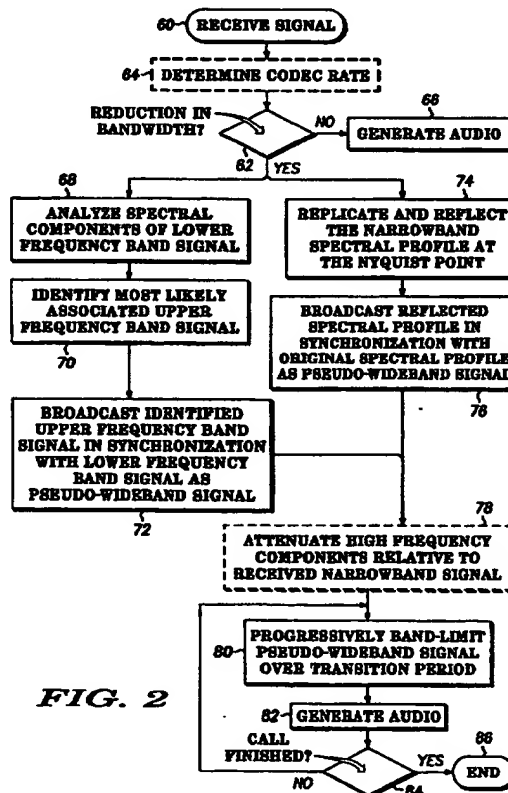 60
RECEIVE SIGNAL
64
DETERMINE CODEC RATE
REDUCTION IN
BANDWIDTH?
62
NO
YES
66
GENERATE AUDIO
68
ANALYZE SPECTRAL
COMPONENTS OF LOWER
FREQUENCY BAND SIGNAL
74
REPLICATE AND REFLECT
THE NARROWBAND
SPECTRAL PROFILE AT
THE NYQUIST POINT
IDENTIFY MOST LIKELY
ASSOCIATED UPPER
FREQUENCY BAND SIGNAL
70
BROADCAST REFLECTED
SPECTRAL PROFILE IN
SYNCHRONIZATION WITH
ORIGINAL SPECTRAL PROFILE
AS PSEUDO-WIDEBAND SIGNAL
76
BROADCAST IDENTIFIED
UPPER FREQUENCY BAND
SIGNAL IN SYNCHRONIZATION
WITH LOWER FREQUENCY
BAND SIGNAL AS
PSEUDO-WIDEBAND SIGNAL
72
78
ATTENUATE HIGH FREQUENCY
COMPONENTS RELATIVE TO
RECEIVED NARROWBAND SIGNAL
80
PROGRESSIVELY BAND-LIMIT
PSEUDO-WIDEBAND SIGNAL
OVER TRANSITION PERIOD
82
GENERATE AUDIO
CALL
FINISHED?
NO
84
YES
86
END
FIG. 2